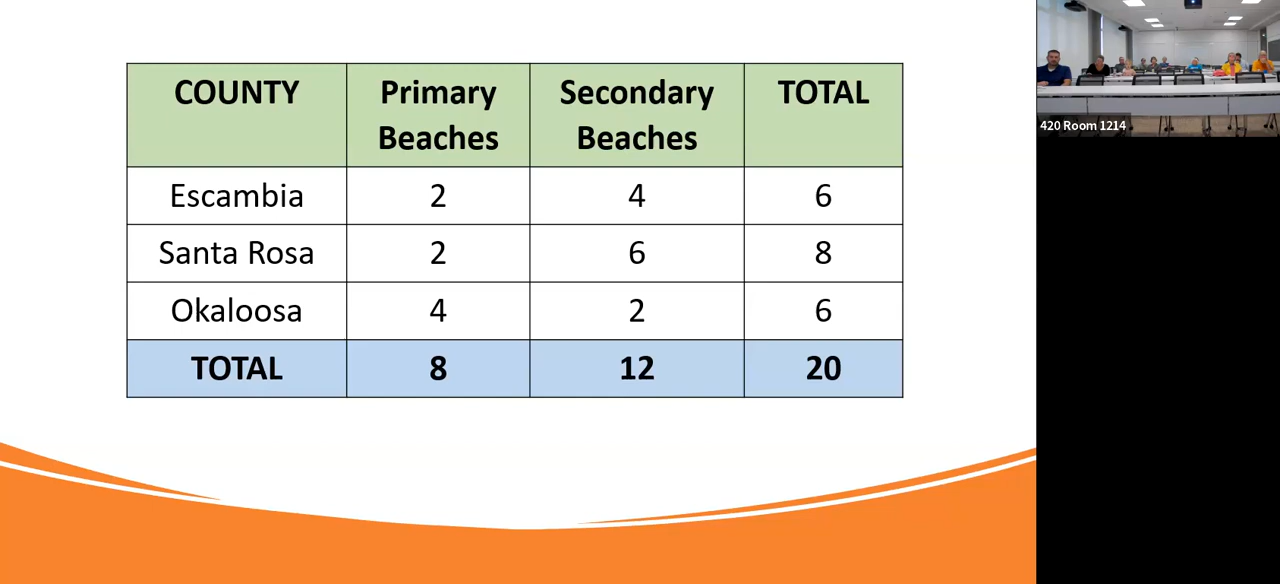 COUNTY Primary Beaches Secondary Beaches TOTAL
Escambia 2 4 6
Santa Rosa 2 6 8
Okaloosa 4 2 6
TOTAL 8 12 20
420 Room 1214